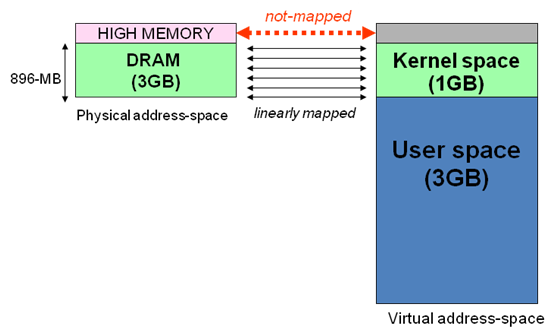 not-mapped
HIGH MEMORY
DRAM
(3GB)
896-MB
Physical address-space
linearly mapped
Kernel space
(1GB)
User space
(3GB)
Virtual address-space